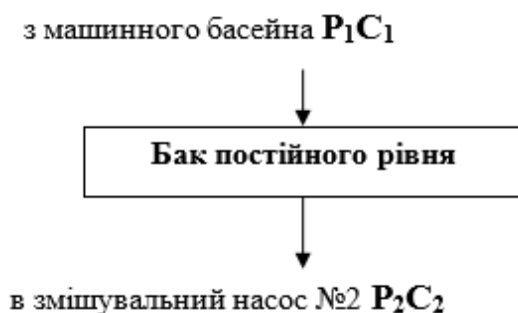 з машинного басейна P₁C₁
Бак постійного рівня
в змішувальний насос №2 P₂C₂